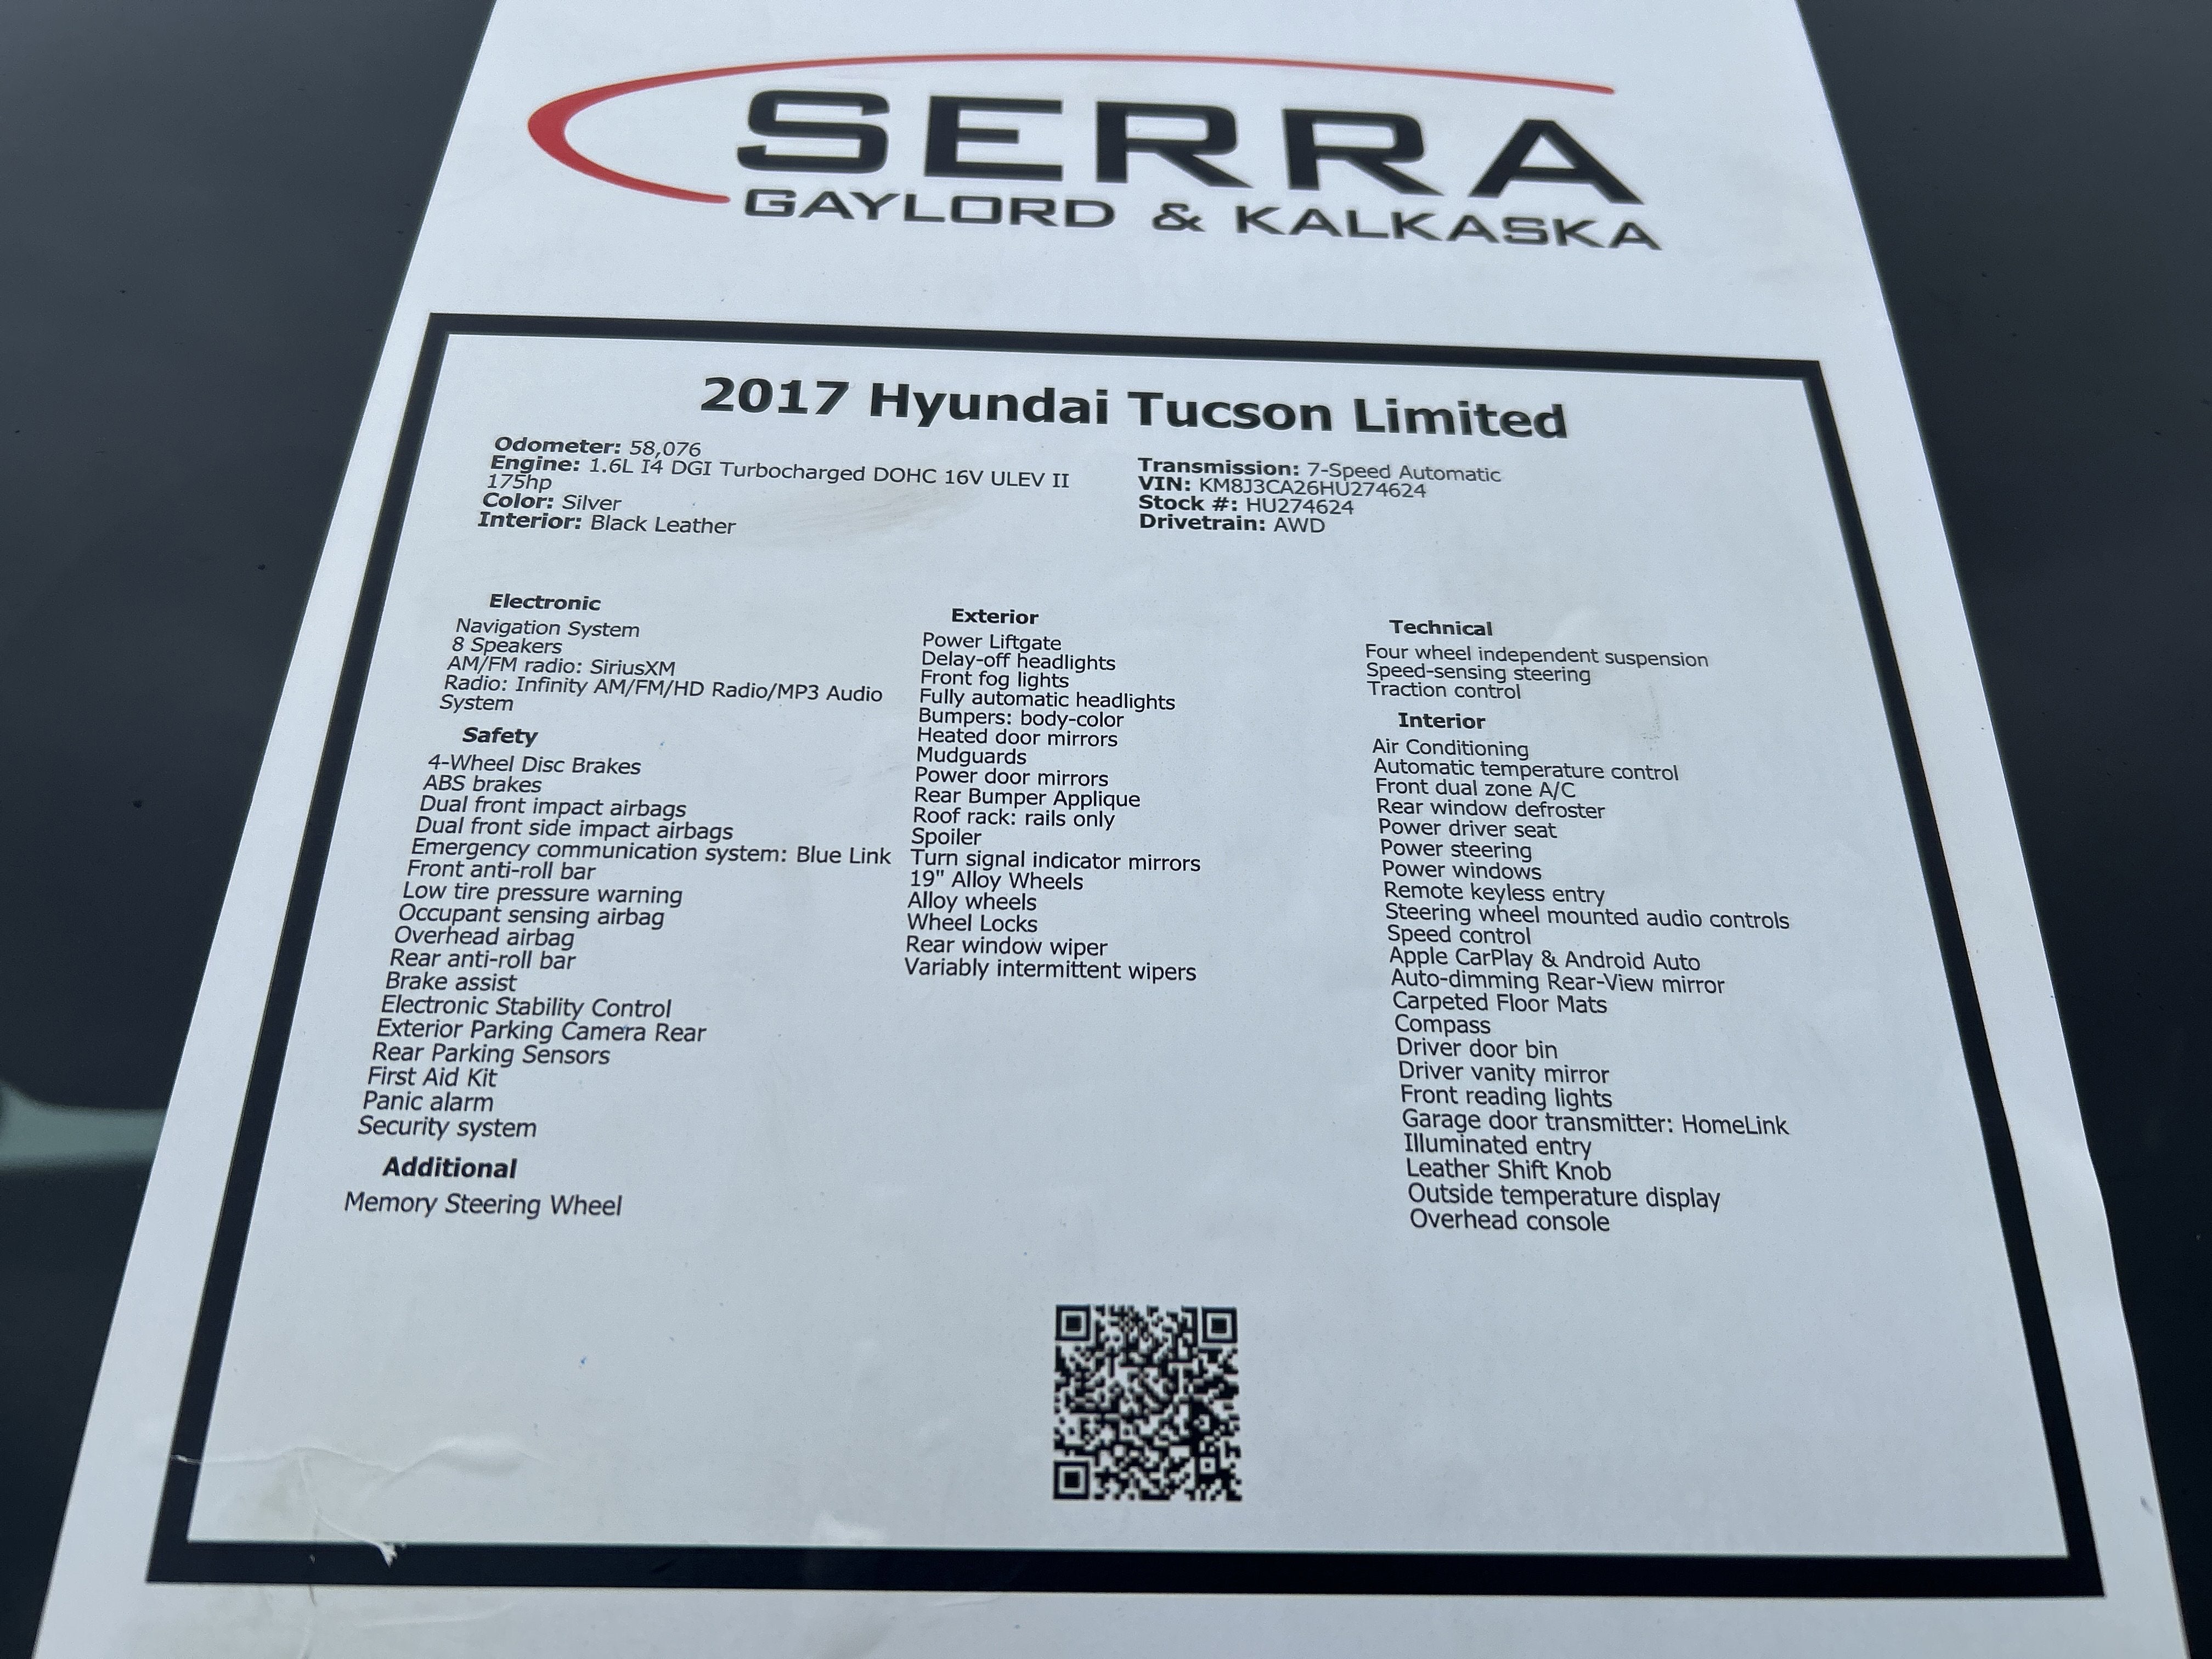 SERRA
GAYLORD & KALKASKA
2017 Hyundai Tucson Limited
Odometer: 58,076
Engine: 1.6L I4 DGI Turbocharged DOHC 16V ULEV II
175hp
Color: Silver
Interior: Black Leather
Transmission: 7-Speed Automatic
VIN: KM8J3CA26HU274624
Stock #: HU274624
Drivetrain: AWD
Electronic
Navigation System
8 Speakers
AM/FM radio: SiriusXM
Radio: Infinity AM/FM/HD Radio/MP3 Audio
System
Safety
4-Wheel Disc Brakes
ABS brakes
Dual front impact airbags
Dual front side impact airbags
Emergency communication system: Blue Link
Front anti-roll bar
Low tire pressure warning
Occupant sensing airbag
Overhead airbag
Rear anti-roll bar
Brake assist
Electronic Stability Control
Exterior Parking Camera Rear
Rear Parking Sensors
First Aid Kit
Panic alarm
Security system
Additional
Memory Steering Wheel
Exterior
Power Liftgate
Delay-off headlights
Front fog lights
Fully automatic headlights
Bumpers: body-color
Heated door mirrors
Mudguards
Power door mirrors
Rear Bumper Applique
Roof rack: rails only
Spoiler
Turn signal indicator mirrors
19" Alloy Wheels
Alloy wheels
Wheel Locks
Rear window wiper
Variably intermittent wipers
Technical
Four wheel independent suspension
Speed-sensing steering
Traction control
Interior
Air Conditioning
Automatic temperature control
Front dual zone A/C
Rear window defroster
Power driver seat
Power steering
Power windows
Remote keyless entry
Steering wheel mounted audio controls
Speed control
Apple CarPlay & Android Auto
Auto-dimming Rear-View mirror
Carpeted Floor Mats
Compass
Driver door bin
Driver vanity mirror
Front reading lights
Garage door transmitter: HomeLink
Illuminated entry
Leather Shift Knob
Outside temperature display
Overhead console